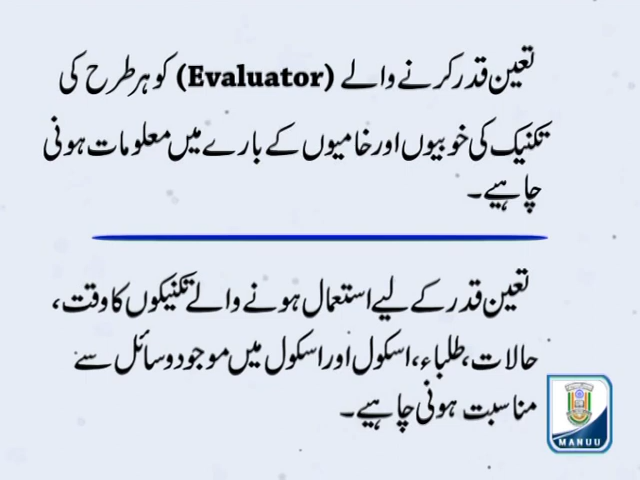 تعین قدر کرنے والے (Evaluator) کو ہر طرح کی
تکنیک کی خوبیوں اور خامیوں کے بارے میں معلومات ہونی
چاہیے۔
تعین قدر کے لیے استعمال ہونے والے تکنیکوں کا وقت،
حالات، طلباء، اسکول اور اسکول میں موجود وسائل سے
مناسبت ہونی چاہیے۔
MANUU